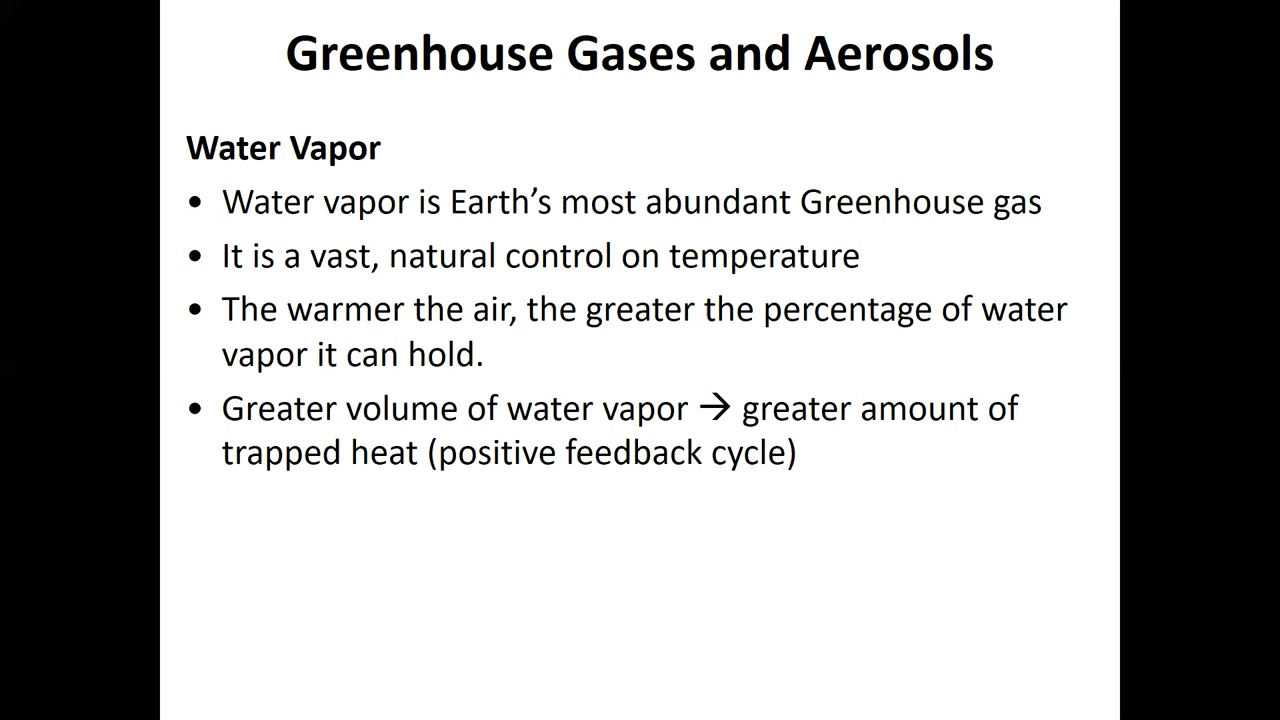 Greenhouse Gases and Aerosols
Water Vapor
• Water vapor is Earth’s most abundant Greenhouse gas
• It is a vast, natural control on temperature
• The warmer the air, the greater the percentage of water
vapor it can hold.
• Greater volume of water vapor → greater amount of
trapped heat (positive feedback cycle)